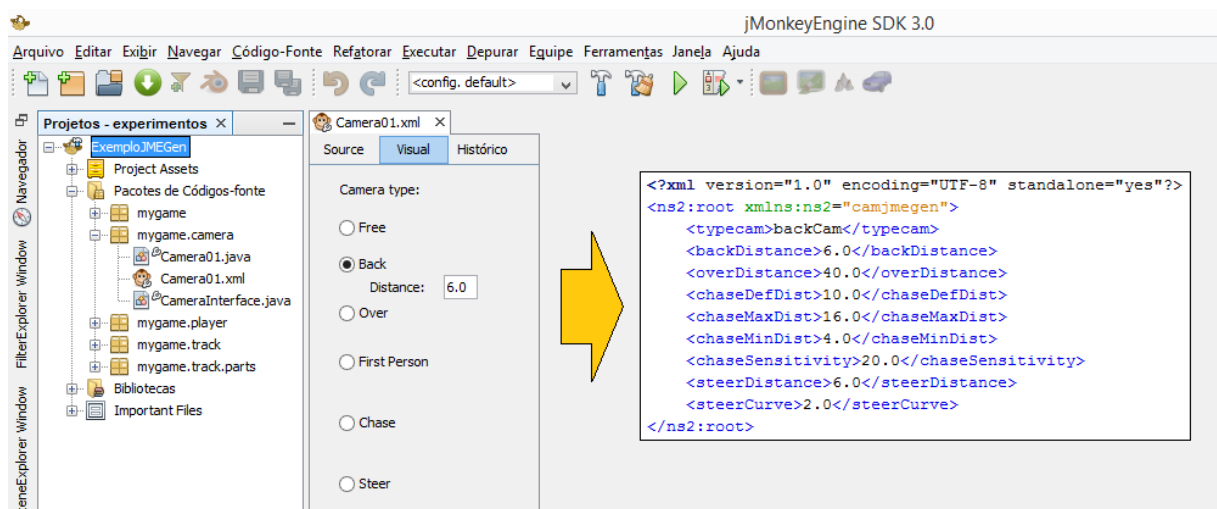 jMonkeyEngine SDK 3.0
Arquivo Editar Exibir Navegar Código-Fonte Refatorar Executar Depurar Equipe Ferramentas Janela Ajuda
<config. default>
Projetos - experimentos
ExemploJMEGen
Project Assets
Pacotes de Códigos-fonte
mygame
mygame.camera
Camera01.java
Camera01.xml
CameraInterface.java
mygame.player
mygame.track
mygame.track.parts
Bibliotecas
Important Files
Navegador
FilterExplorer Window
eneExplorer Window
Camera01.xml
Source Visual Histórico
Camera type:
Free
Back
Distance: 6.0
Over
First Person
Chase
Steer
<?xml version="1.0" encoding="UTF-8" standalone="yes"?>
<ns2:root xmlns:ns2="camjmegen">
<typecam>backCam</typecam>
<backDistance>6.0</backDistance>
<overDistance>40.0</overDistance>
<chaseDefDist>10.0</chaseDefDist>
<chaseMaxDist>16.0</chaseMaxDist>
<chaseMinDist>4.0</chaseMinDist>
<chaseSensitivity>20.0</chaseSensitivity>
<steerDistance>6.0</steerDistance>
<steerCurve>2.0</steerCurve>
</ns2:root>